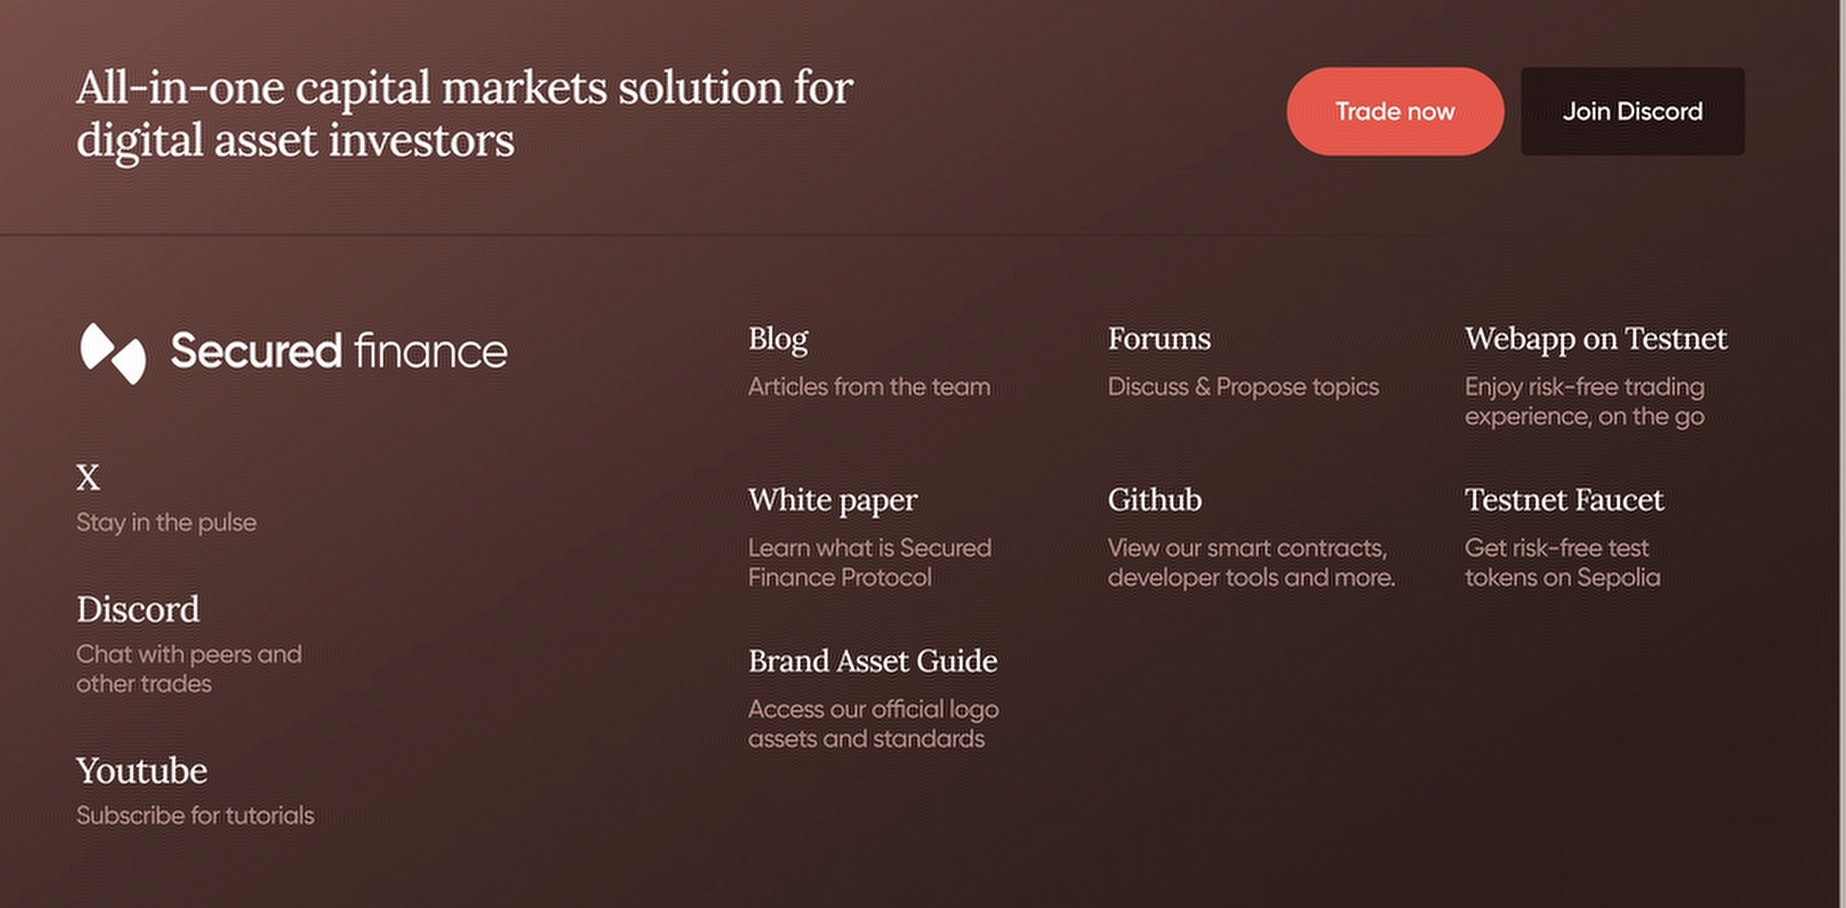 All-in-one capital markets solution for
digital asset investors
Trade now
Join Discord
Secured finance
X
Stay in the pulse
Discord
Chat with peers and
other trades
Youtube
Subscribe for tutorials
Blog
Articles from the team
White paper
Learn what is Secured
Finance Protocol
Brand Asset Guide
Access our official logo
assets and standards
Forums
Discuss & Propose topics
Github
View our smart contracts,
developer tools and more.
Webapp on Testnet
Enjoy risk-free trading
experience, on the go
Testnet Faucet
Get risk-free test
tokens on Sepolia